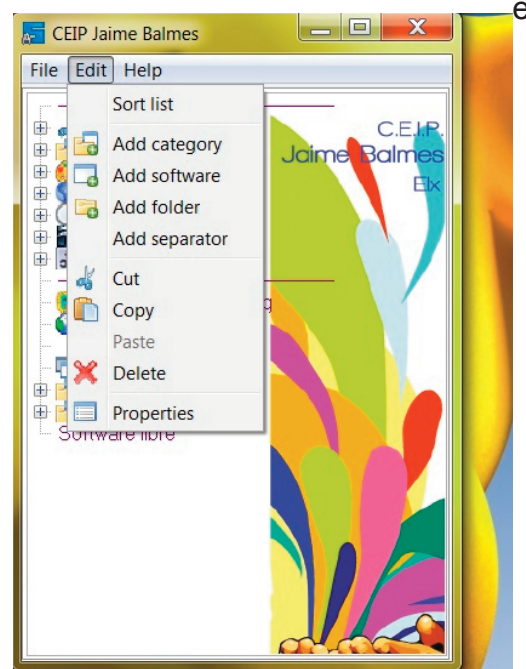 e
CEIP Jaime Balmes
File Edit Help
Sort list
Add category
Add software
Add folder
Add separator
Cut
Copy
Paste
Delete
Properties
C.E.I.P.
Jaime Balmes
Elx
g
Software libre